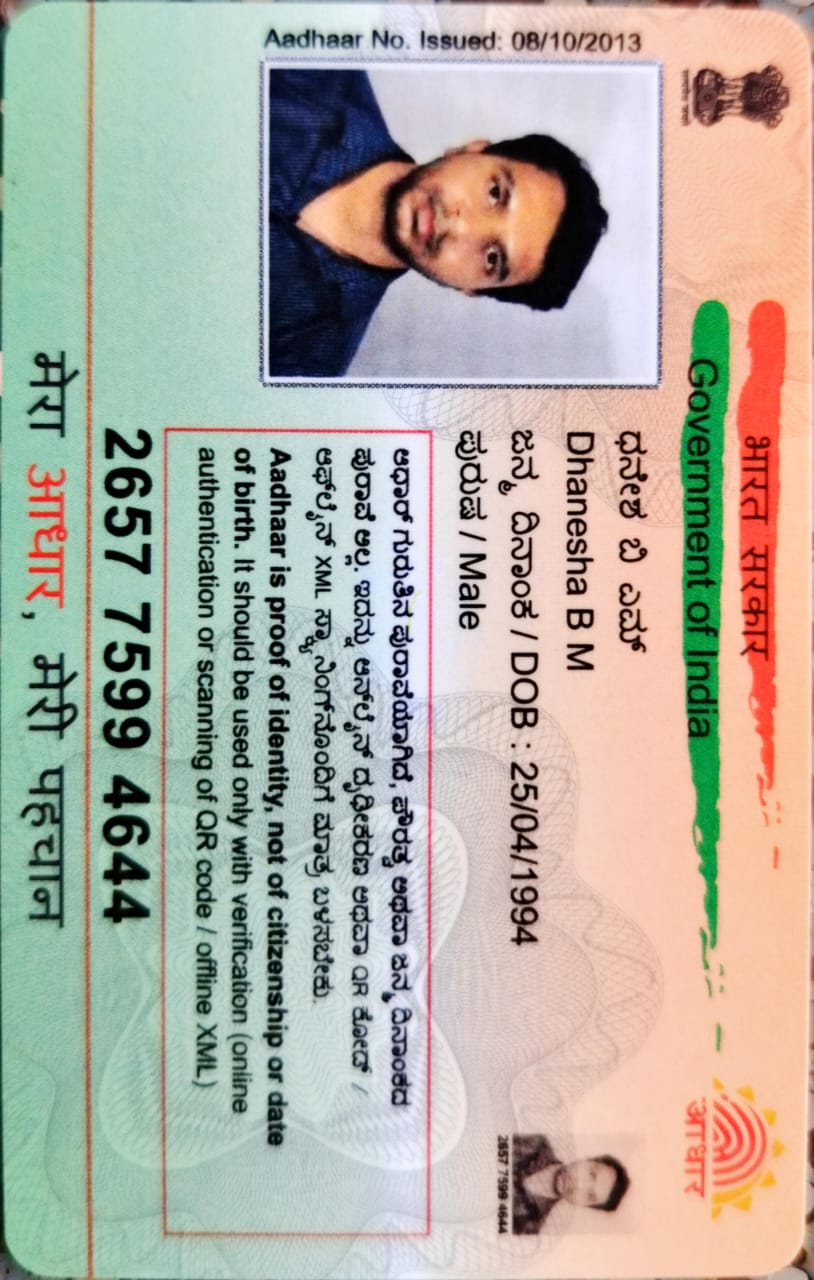 Aadhaar No. Issued: 08/10/2013
भारत सरकार
Government of India
आधार
ಧನೇಶ ಬಿ ಎಮ್
Dhanesha B M
ಜನ್ಮ ದಿನಾಂಕ / DOB : 25/04/1994
ಪುರುಷ / Male
2657 7599 4644
ಆಧಾರ್ ಗುರುತಿನ ಪುರಾವೆಯಾಗಿದೆ, ಪೌರತ್ವ ಅಥವಾ ಜನ್ಮ ದಿನಾಂಕದ
ಪುರಾವೆ ಅಲ್ಲ. ಇದನ್ನು ಆನ್‌ಲೈನ್ ದೃಢೀಕರಣ ಅಥವಾ QR ಕೋಡ್ /
ಆಫ್‌ಲೈನ್ XML ಸ್ಕ್ಯಾನಿಂಗ್‌ನೊಂದಿಗೆ ಮಾತ್ರ ಬಳಸಬೇಕು.
Aadhaar is proof of identity, not of citizenship or date
of birth. It should be used only with verification (online
authentication or scanning of QR code / offline XML)
2657 7599 4644
मेरा आधार, मेरी पहचान